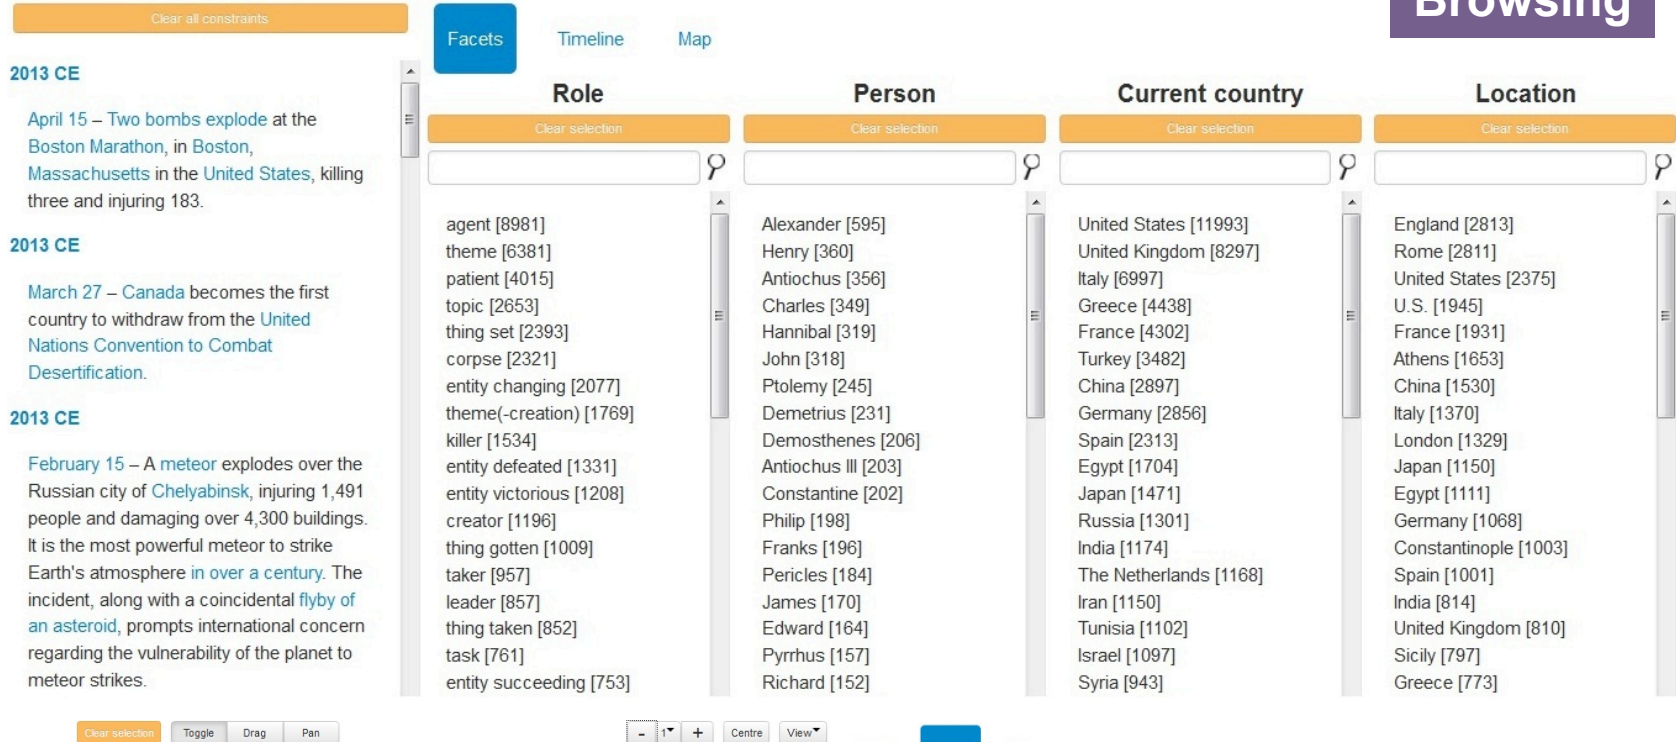 Browsing
Clear all constraints
2013 CE
April 15 – Two bombs explode at the
Boston Marathon, in Boston,
Massachusetts in the United States, killing
three and injuring 183.
2013 CE
March 27 – Canada becomes the first
country to withdraw from the United
Nations Convention to Combat
Desertification.
2013 CE
February 15 – A meteor explodes over the
Russian city of Chelyabinsk, injuring 1,491
people and damaging over 4,300 buildings.
It is the most powerful meteor to strike
Earth's atmosphere in over a century. The
incident, along with a coincidental flyby of
an asteroid, prompts international concern
regarding the vulnerability of the planet to
meteor strikes.
Facets Timeline Map
Role
Clear selection
agent [8981]
theme [6381]
patient [4015]
topic [2653]
thing set [2393]
corpse [2321]
entity changing [2077]
theme(-creation) [1769]
killer [1534]
entity defeated [1331]
entity victorious [1208]
creator [1196]
thing gotten [1009]
taker [957]
leader [857]
thing taken [852]
task [761]
entity succeeding [753]
Person
Clear selection
Alexander [595]
Henry [360]
Antiochus [356]
Charles [349]
Hannibal [319]
John [318]
Ptolemy [245]
Demetrius [231]
Demosthenes [206]
Antiochus III [203]
Constantine [202]
Philip [198]
Franks [196]
Pericles [184]
James [170]
Edward [164]
Pyrrhus [157]
Richard [152]
Current country
Clear selection
United States [11993]
United Kingdom [8297]
Italy [6997]
Greece [4438]
France [4302]
Turkey [3482]
China [2897]
Germany [2856]
Spain [2313]
Egypt [1704]
Japan [1471]
Russia [1301]
India [1174]
The Netherlands [1168]
Iran [1150]
Tunisia [1102]
Israel [1097]
Syria [943]
Location
Clear selection
England [2813]
Rome [2811]
United States [2375]
U.S. [1945]
France [1931]
Athens [1653]
China [1530]
Italy [1370]
London [1329]
Japan [1150]
Egypt [1111]
Germany [1068]
Constantinople [1003]
Spain [1001]
India [814]
United Kingdom [810]
Sicily [797]
Greece [773]
Clear selection Toggle Drag Pan - 1 + Centre View